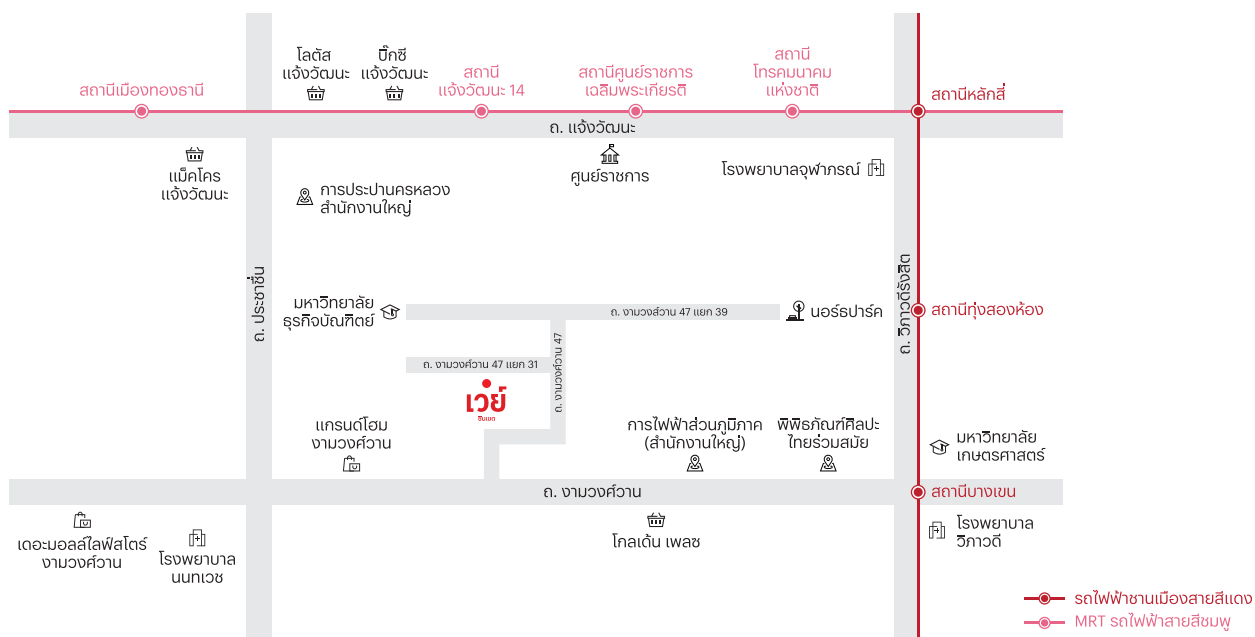 โลตัส
แจ้งวัฒนะ
บิ๊กซี
แจ้งวัฒนะ
สถานีเมืองทองธานี
สถานี
แจ้งวัฒนะ 14
สถานีศูนย์ราชการ
เฉลิมพระเกียรติ
สถานี
โทรคมนาคม
แห่งชาติ
สถานีหลักสี่
ถ. แจ้งวัฒนะ
แม็คโคร
แจ้งวัฒนะ
การประปานครหลวง
สำนักงานใหญ่
ศูนย์ราชการ
โรงพยาบาลจุฬาภรณ์
ถ. ประชาชื่น
มหาวิทยาลัย
ธุรกิจบัณฑิตย์
ถ. งามวงศ์วาน 47 แยก 39
นอร์ธปาร์ค
ถ. วิภาวดีรังสิต
สถานีทุ่งสองห้อง
ถ. งามวงศ์วาน 47 แยก 31
ถ. งามวงศ์วาน 47
เวย์
ชินเขต
แกรนด์โฮม
งามวงศ์วาน
การไฟฟ้าส่วนภูมิภาค
(สำนักงานใหญ่)
พิพิธภัณฑ์ศิลปะ
ไทยร่วมสมัย
มหาวิทยาลัย
เกษตรศาสตร์
ถ. งามวงศ์วาน
สถานีบางเขน
เดอะมอลล์ไลฟ์สโตร์
งามวงศ์วาน
โรงพยาบาล
นนทเวช
โกลเด้น เพลซ
โรงพยาบาล
วิภาวดี
รถไฟฟ้าชานเมืองสายสีแดง
MRT รถไฟฟ้าสายสีชมพู